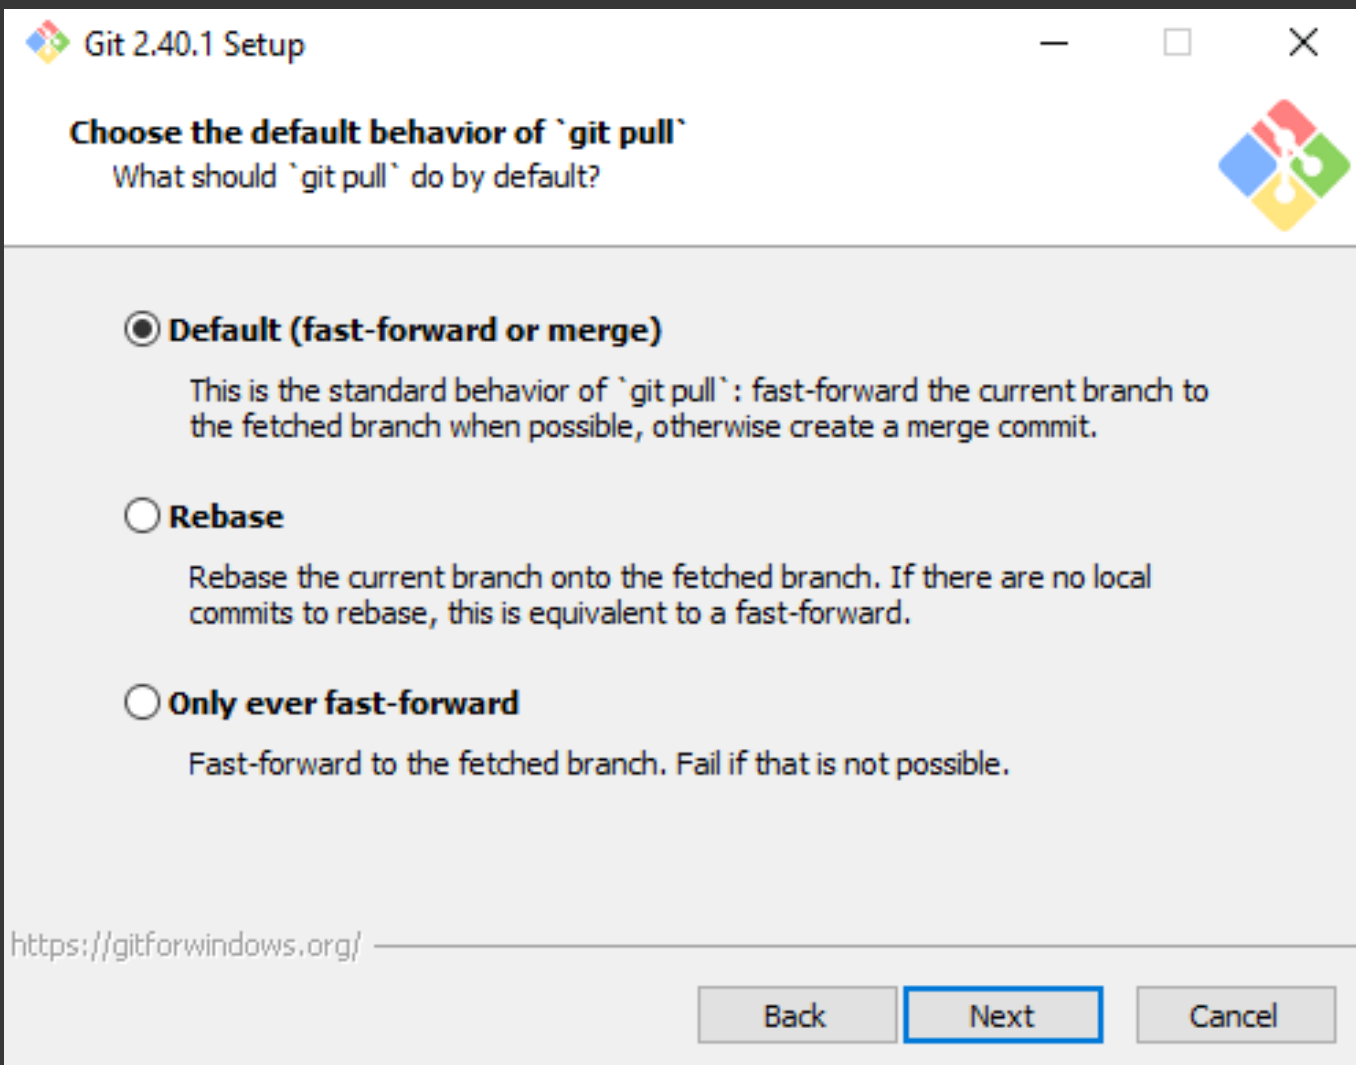 Git 2.40.1 Setup
Choose the default behavior of `git pull`
What should `git pull` do by default?
Default (fast-forward or merge)
This is the standard behavior of `git pull`: fast-forward the current branch to
the fetched branch when possible, otherwise create a merge commit.
Rebase
Rebase the current branch onto the fetched branch. If there are no local
commits to rebase, this is equivalent to a fast-forward.
Only ever fast-forward
Fast-forward to the fetched branch. Fail if that is not possible.
https://gitforwindows.org/
Back Next Cancel